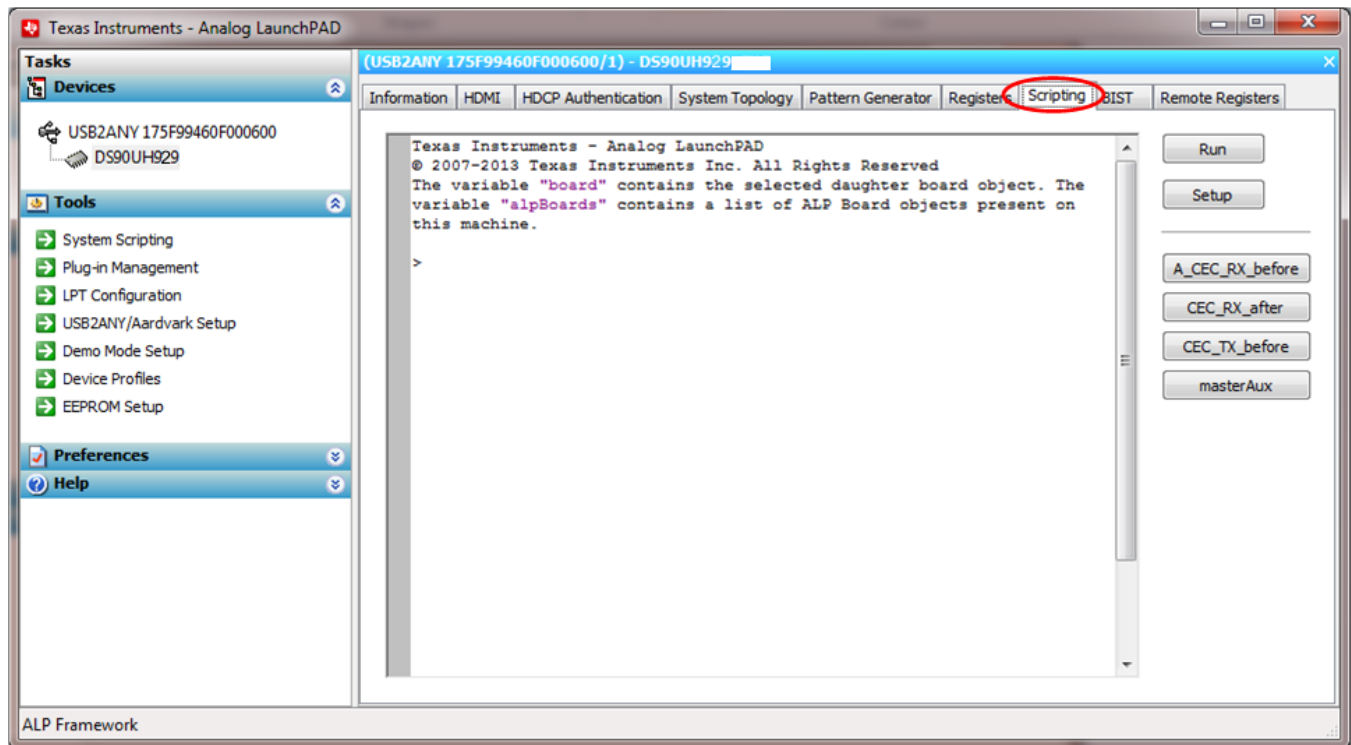 Texas Instruments - Analog LaunchPAD
Tasks
Devices
USB2ANY 175F99460F000600
DS90UH929
Tools
System Scripting
Plug-in Management
LPT Configuration
USB2ANY/Aardvark Setup
Demo Mode Setup
Device Profiles
EEPROM Setup
Preferences
Help
(USB2ANY 175F99460F000600/1) - DS90UH929
Information HDMI HDCP Authentication System Topology Pattern Generator Registers Scripting BIST Remote Registers
Texas Instruments - Analog LaunchPAD
© 2007-2013 Texas Instruments Inc. All Rights Reserved
The variable "board" contains the selected daughter board object. The
variable "alpBoards" contains a list of ALP Board objects present on
this machine.
>
Run
Setup
A_CEC_RX_before
CEC_RX_after
CEC_TX_before
masterAux
ALP Framework